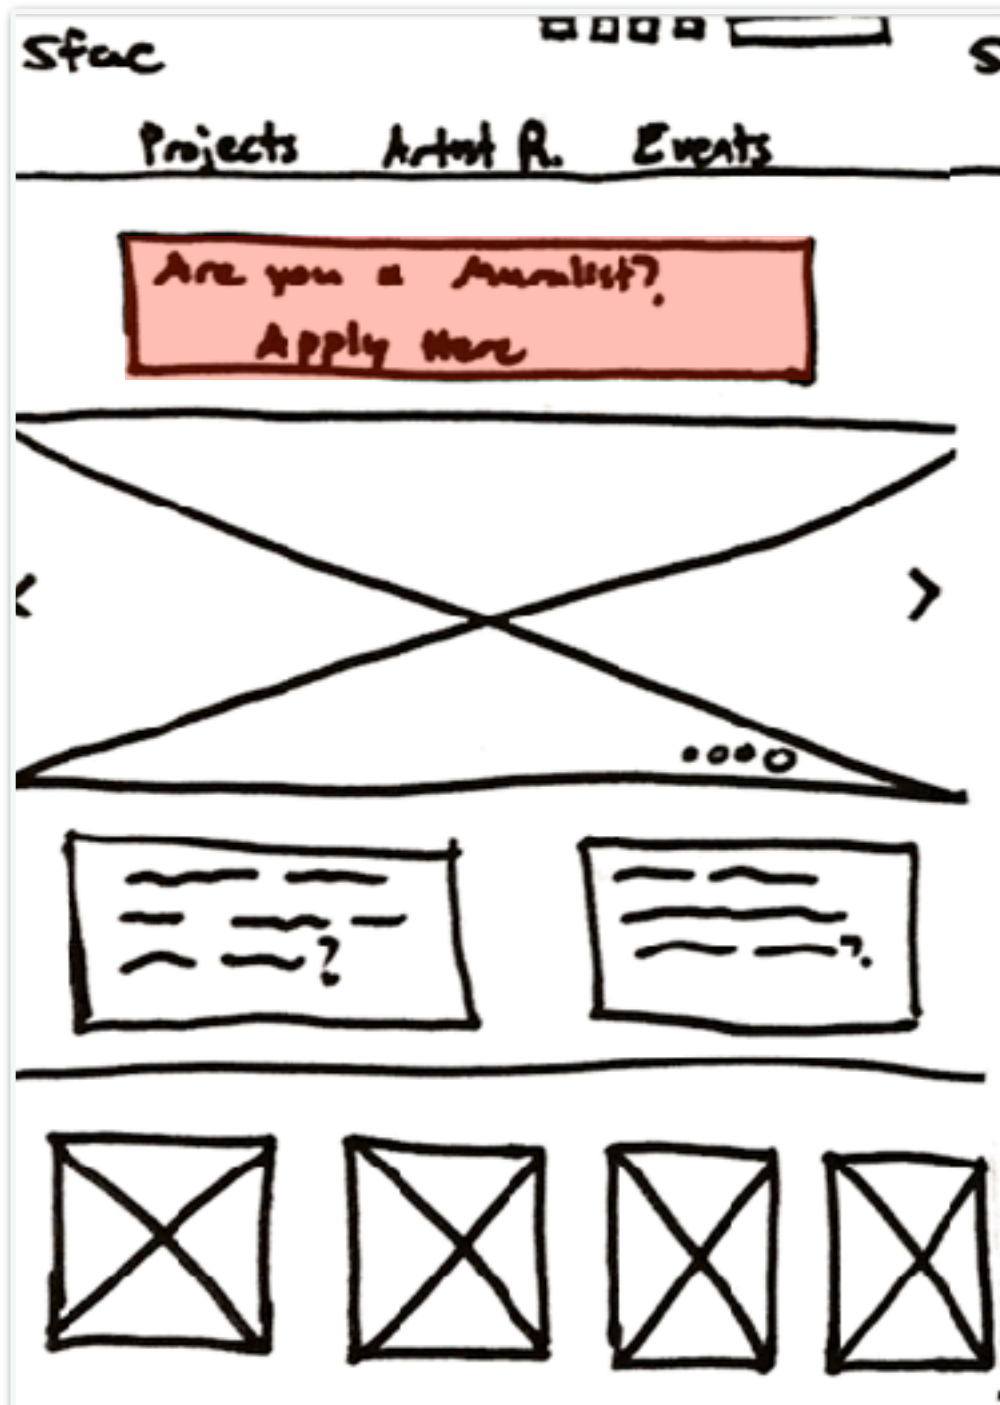 Sfac
Projects Artist R. Events
Are you a Muralist?
Apply Here
?
?